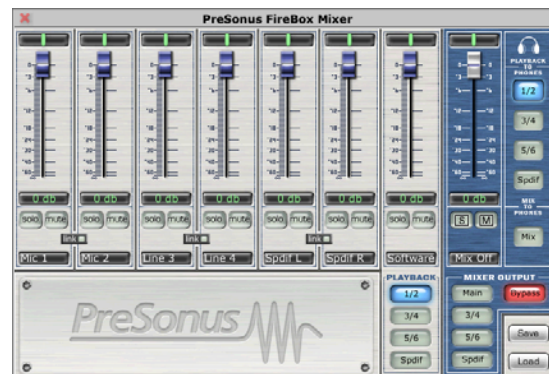 PreSonus FireBox Mixer
PLAYBACK TO PHONES
1/2
3/4
5/6
Spdif
MIX TO PHONES
Mix
0 db 0 db 0 db 0 db 0 db 0 db 0 db 0 db
solo mute solo mute solo mute solo mute solo mute solo mute solo mute S M
link link link
Mic 1 Mic 2 Line 3 Line 4 Spdif L Spdif R Software Mix Off
PreSonus
PLAYBACK
1/2
3/4
5/6
Spdif
MIXER OUTPUT
Main Bypass
3/4
5/6
Spdif
Save
Load